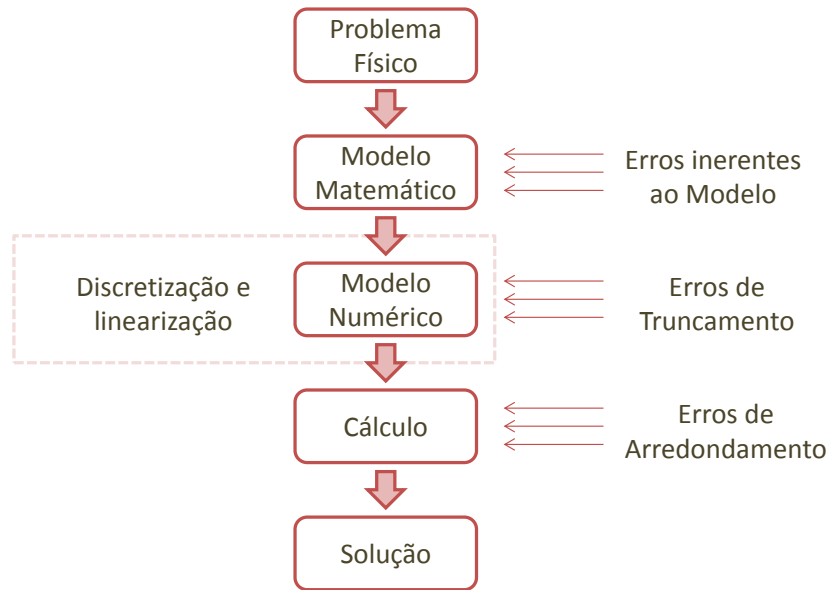 Problema
Físico
Modelo
Matemático
Erros inerentes
ao Modelo
Discretização e
linearização
Modelo
Numérico
Erros de
Truncamento
Cálculo
Erros de
Arredondamento
Solução